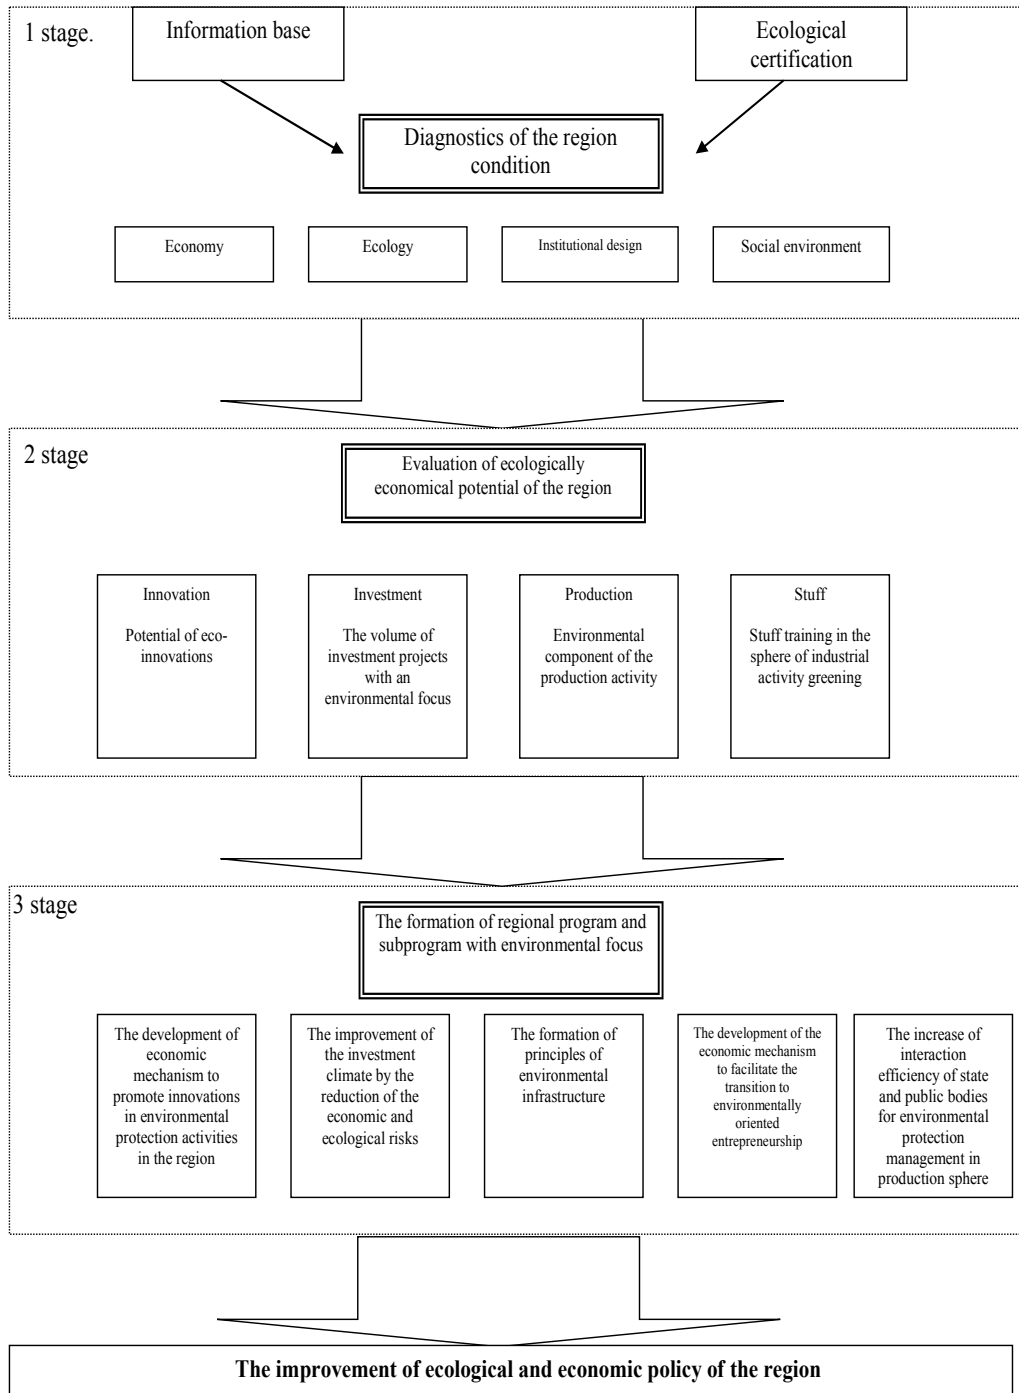 1 stage.
Information base
Ecological
certification
Diagnostics of the region
condition
Economy
Ecology
Institutional design
Social environment
2 stage
Evaluation of ecologically
economical potential of the region
Innovation
Potential of eco-
innovations
Investment
The volume of
investment projects
with an
environmental focus
Production
Environmental
component of the
production activity
Stuff
Stuff training in the
sphere of industrial
activity greening
3 stage
The formation of regional program and
subprogram with environmental focus
The development of
economic
mechanism to
promote innovations
in environmental
protection activities
in the region
The improvement of
the investment
climate by the
reduction of the
economic and
ecological risks
The formation of
principles of
environmental
infrastructure
The development of the
economic mechanism
to facilitate the
transition to
environmentally
oriented
entrepreneurship
The increase of
interaction
efficiency of state
and public bodies
for environmental
protection
management in
production sphere
The improvement of ecological and economic policy of the region